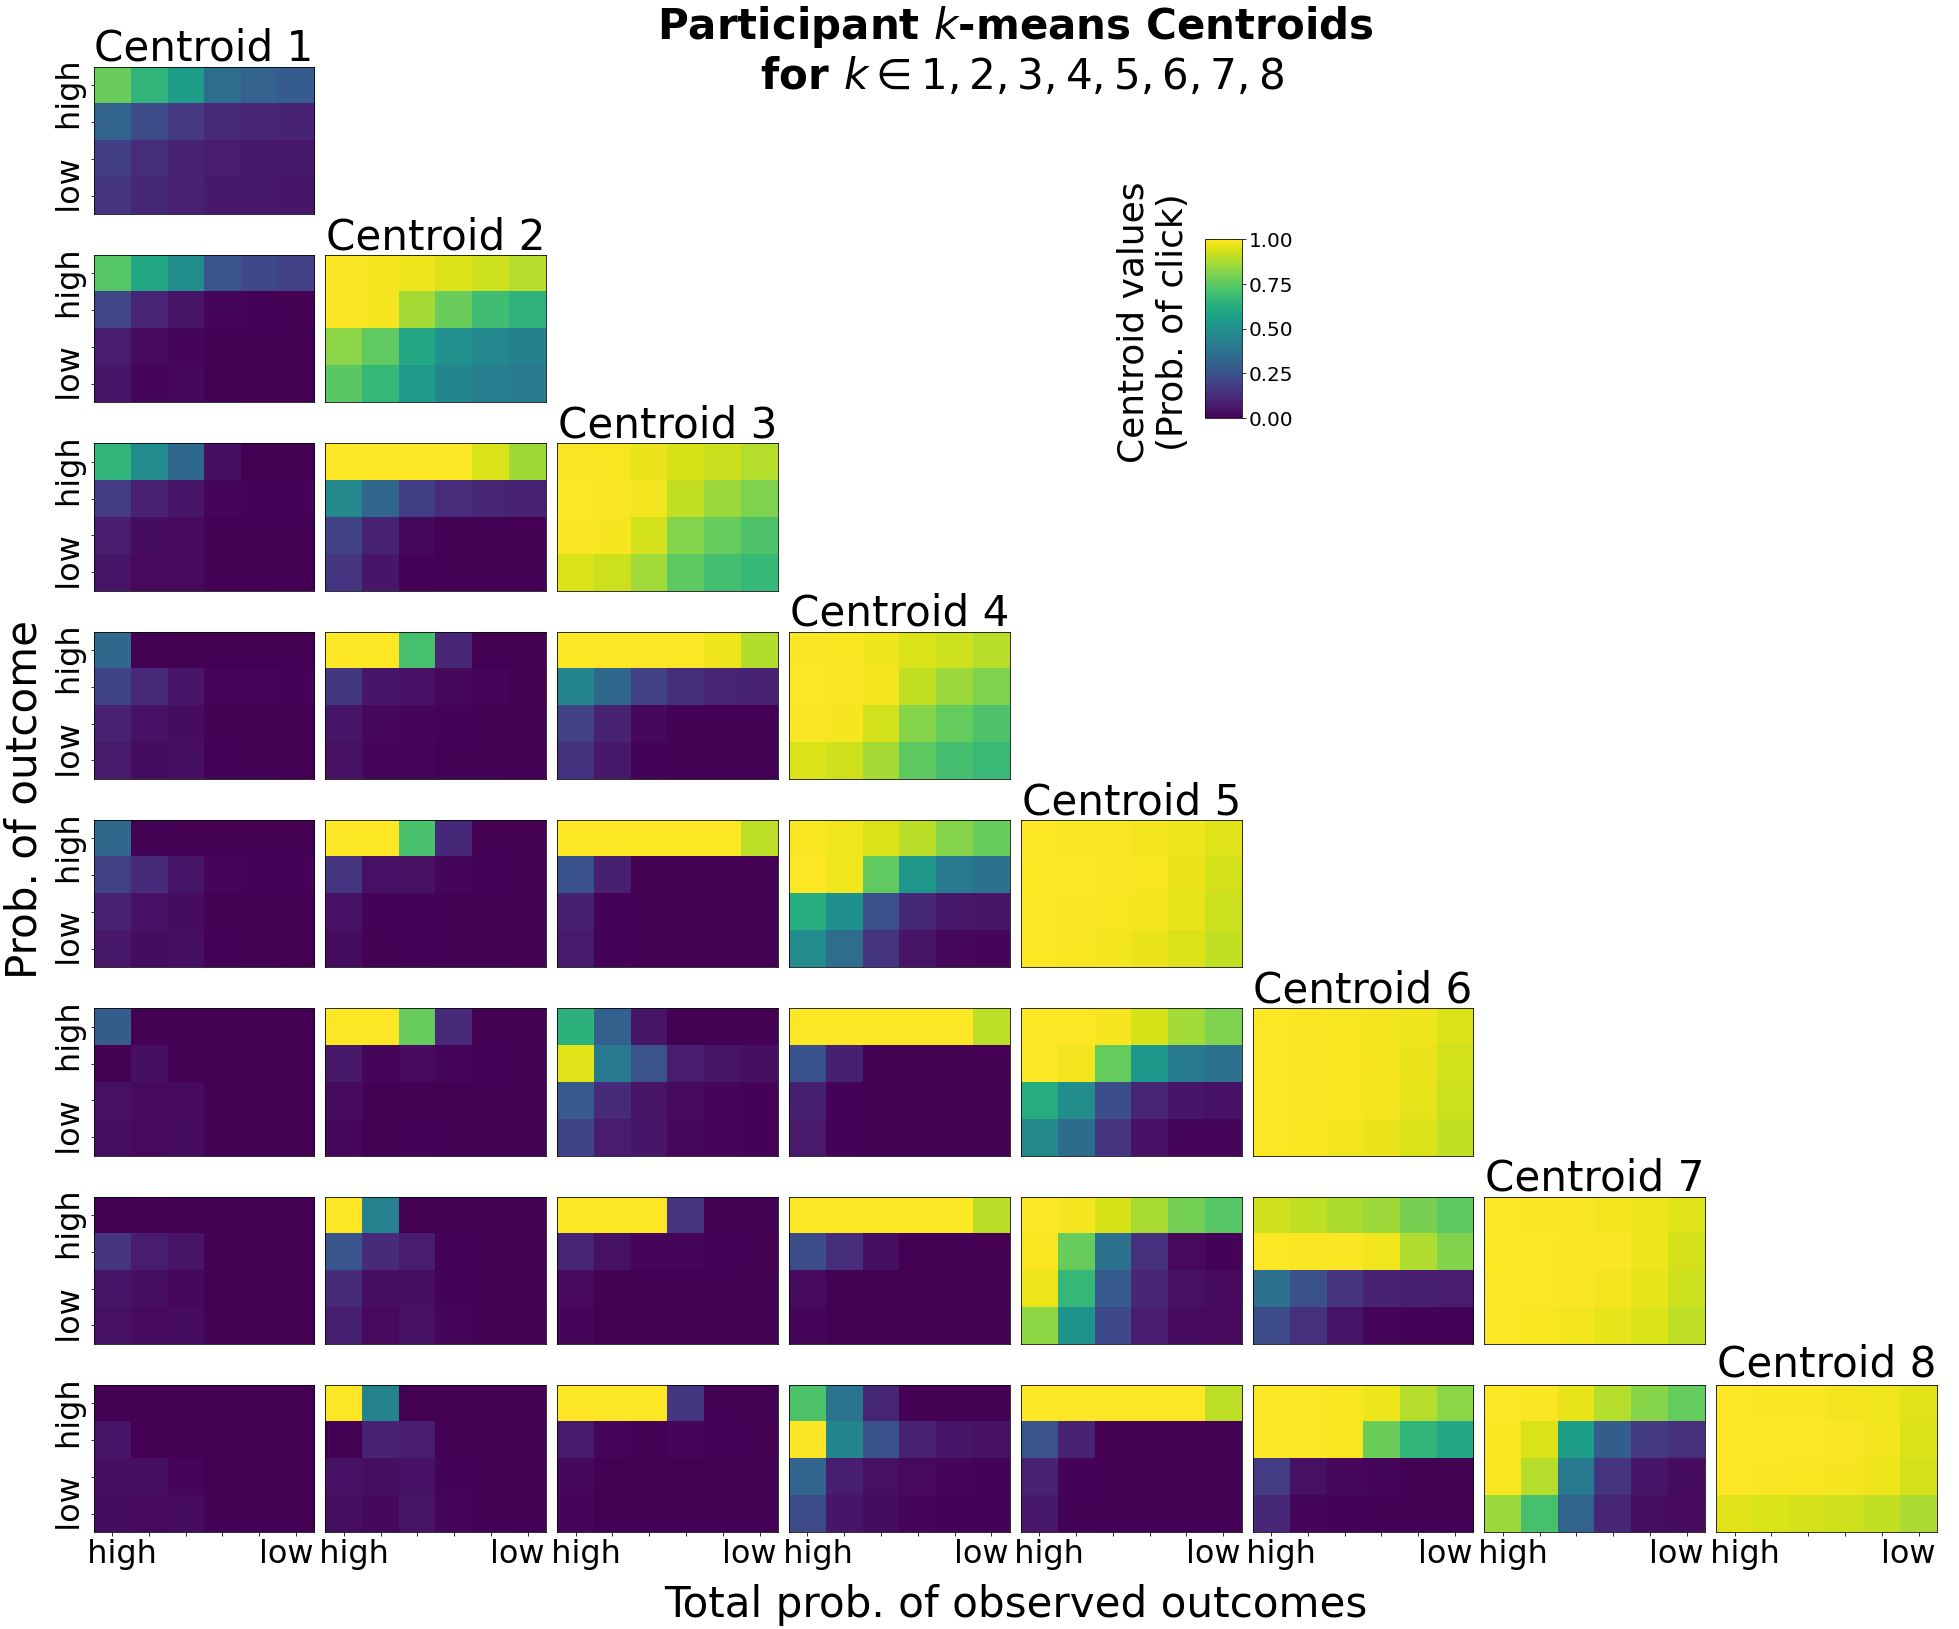 Participant k-means Centroids
for k ∈ 1, 2, 3, 4, 5, 6, 7, 8
Centroid 1
high
low
Centroid 2
high
low
Centroid values
(Prob. of click)
1.00
0.75
0.50
0.25
0.00
Centroid 3
high
low
Centroid 4
high
low
Prob. of outcome
Centroid 5
high
low
Centroid 6
high
low
Centroid 7
high
low
Centroid 8
high
low
high low high low high low high low high low high low high low high low
Total prob. of observed outcomes